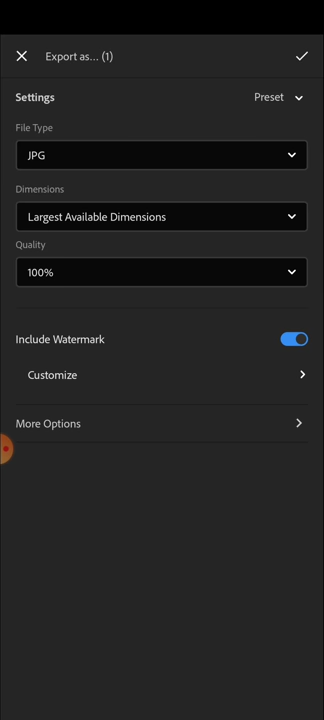 Export as... (1)
Settings
Preset
File Type
JPG
Dimensions
Largest Available Dimensions
Quality
100%
Include Watermark
Customize
More Options